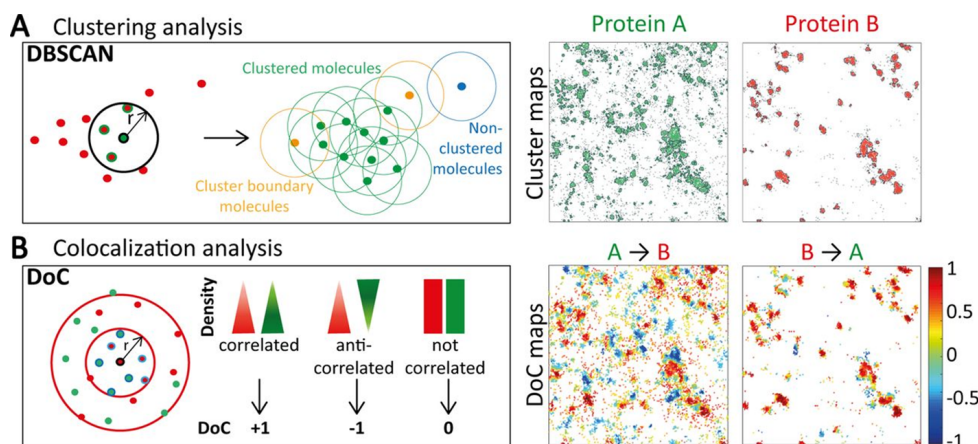 A Clustering analysis
DBSCAN
r
Clustered molecules
Cluster boundary
molecules
Non-
clustered
molecules
Protein A
Protein B
Cluster maps
B Colocalization analysis
DoC
r
Density
correlated
anti-
correlated
not
correlated
DoC +1 -1 0
A → B
B → A
DoC maps
1
0.5
0
-0.5
-1